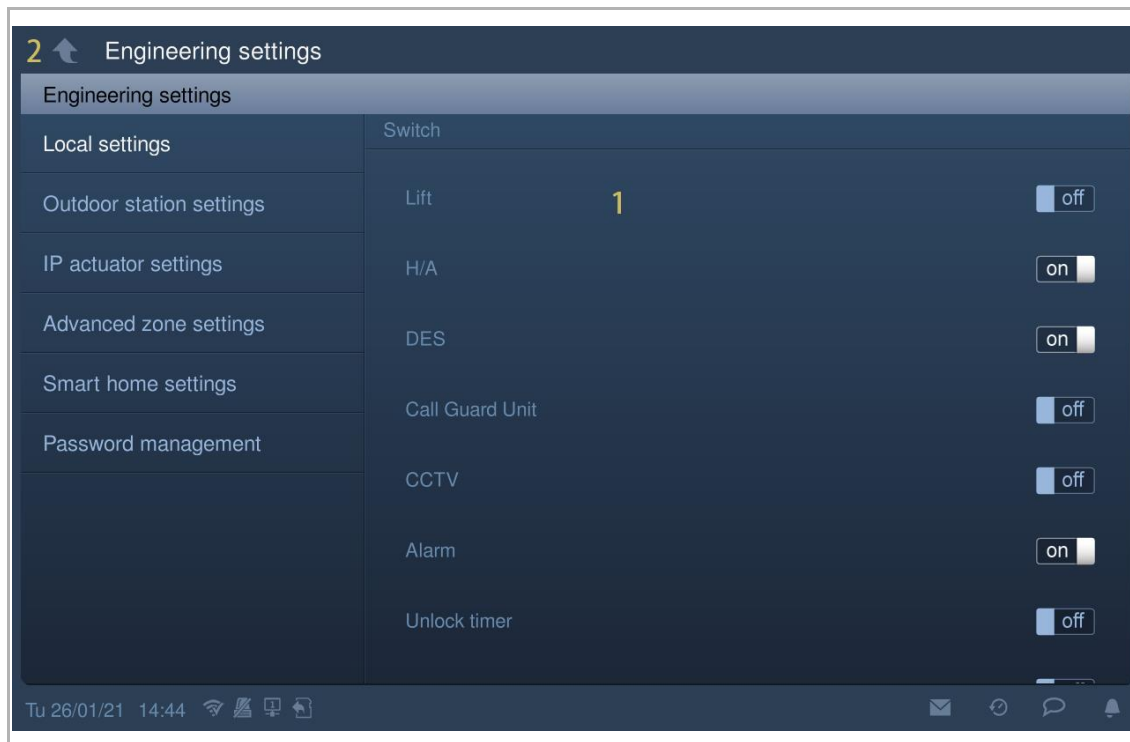 2 Engineering settings
Engineering settings
Local settings
Outdoor station settings
IP actuator settings
Advanced zone settings
Smart home settings
Password management
Switch
Lift 1 off
H/A on
DES on
Call Guard Unit off
CCTV off
Alarm on
Unlock timer off
Tu 26/01/21 14:44